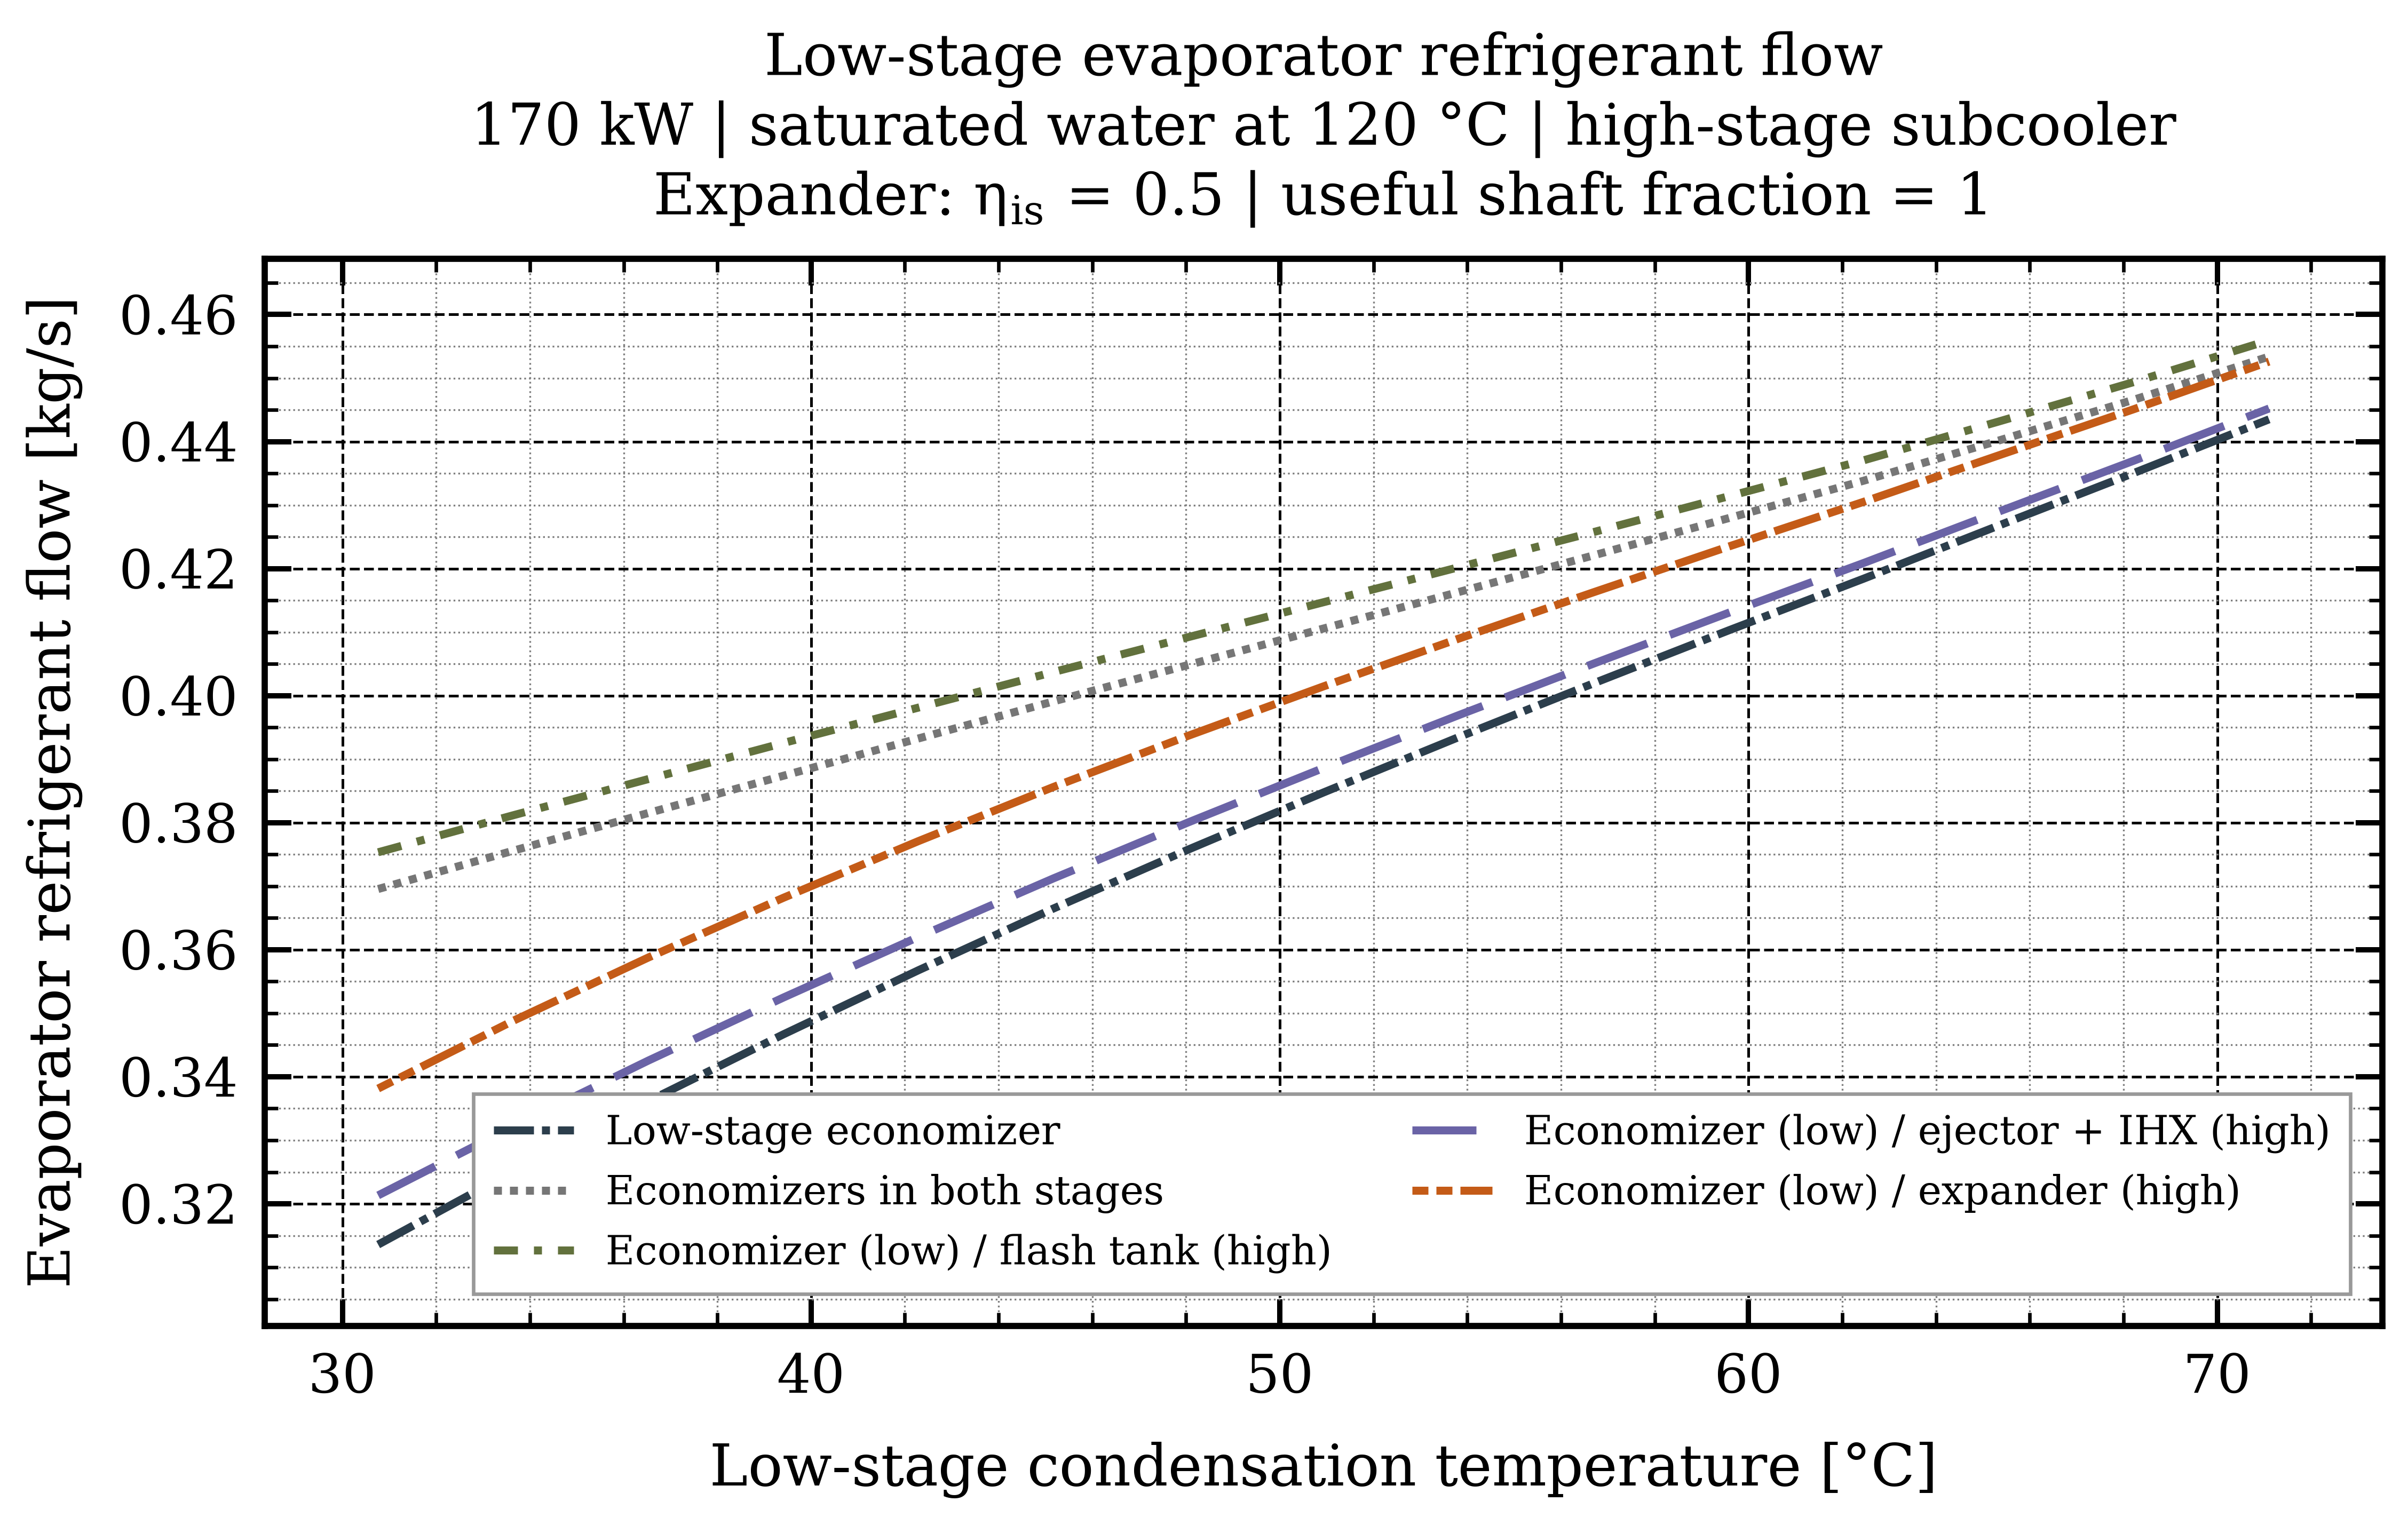 Low-stage evaporator refrigerant flow
170 kW | saturated water at 120 °C | high-stage subcooler
Expander: ηis = 0.5 | useful shaft fraction = 1
Evaporator refrigerant flow [kg/s]
0.46
0.44
0.42
0.40
0.38
0.36
0.34
0.32
Low-stage economizer
Economizers in both stages
Economizer (low) / flash tank (high)
Economizer (low) / ejector + IHX (high)
Economizer (low) / expander (high)
30 40 50 60 70
Low-stage condensation temperature [°C]